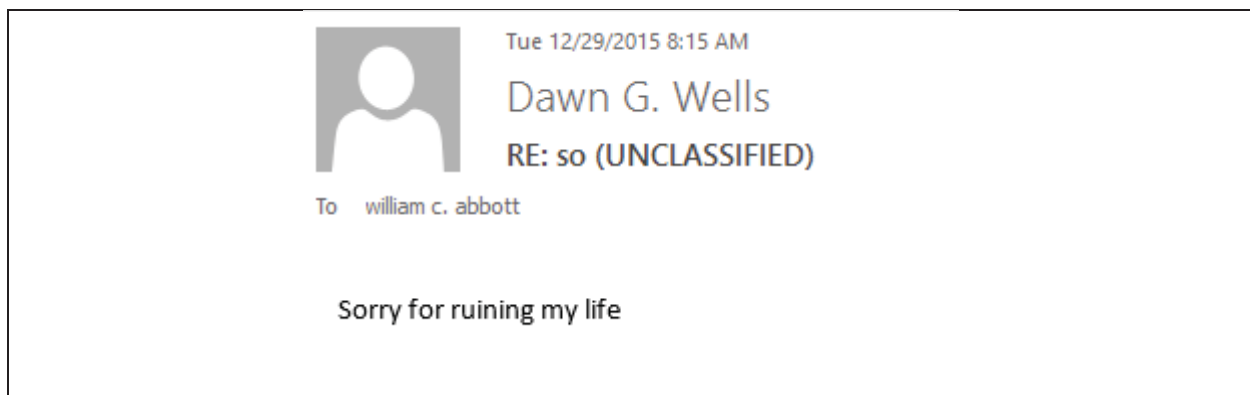 Tue 12/29/2015 8:15 AM
Dawn G. Wells
RE: so (UNCLASSIFIED)
To william c. abbott
Sorry for ruining my life